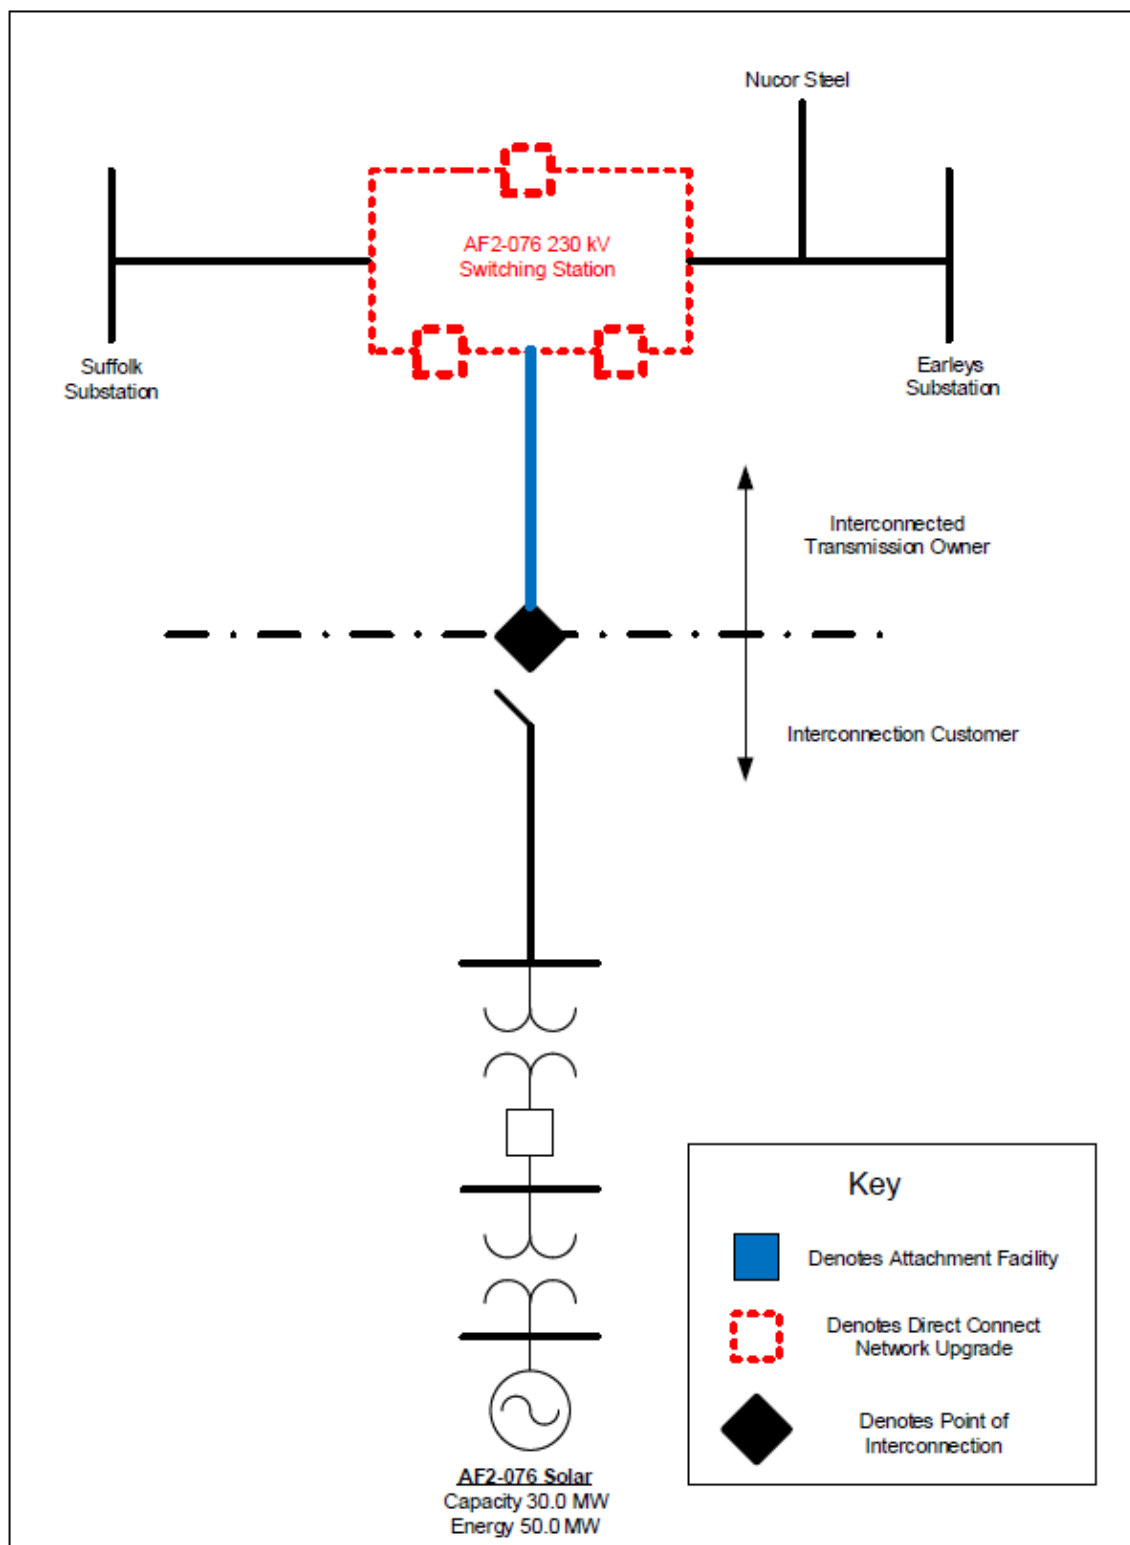 Nucor Steel
AF2-076 230 kV
Switching Station
Suffolk
Substation
Earleys
Substation
Interconnected
Transmission Owner
Interconnection Customer
Key
Denotes Attachment Facility
Denotes Direct Connect
Network Upgrade
Denotes Point of
Interconnection
AF2-076 Solar
Capacity 30.0 MW
Energy 50.0 MW